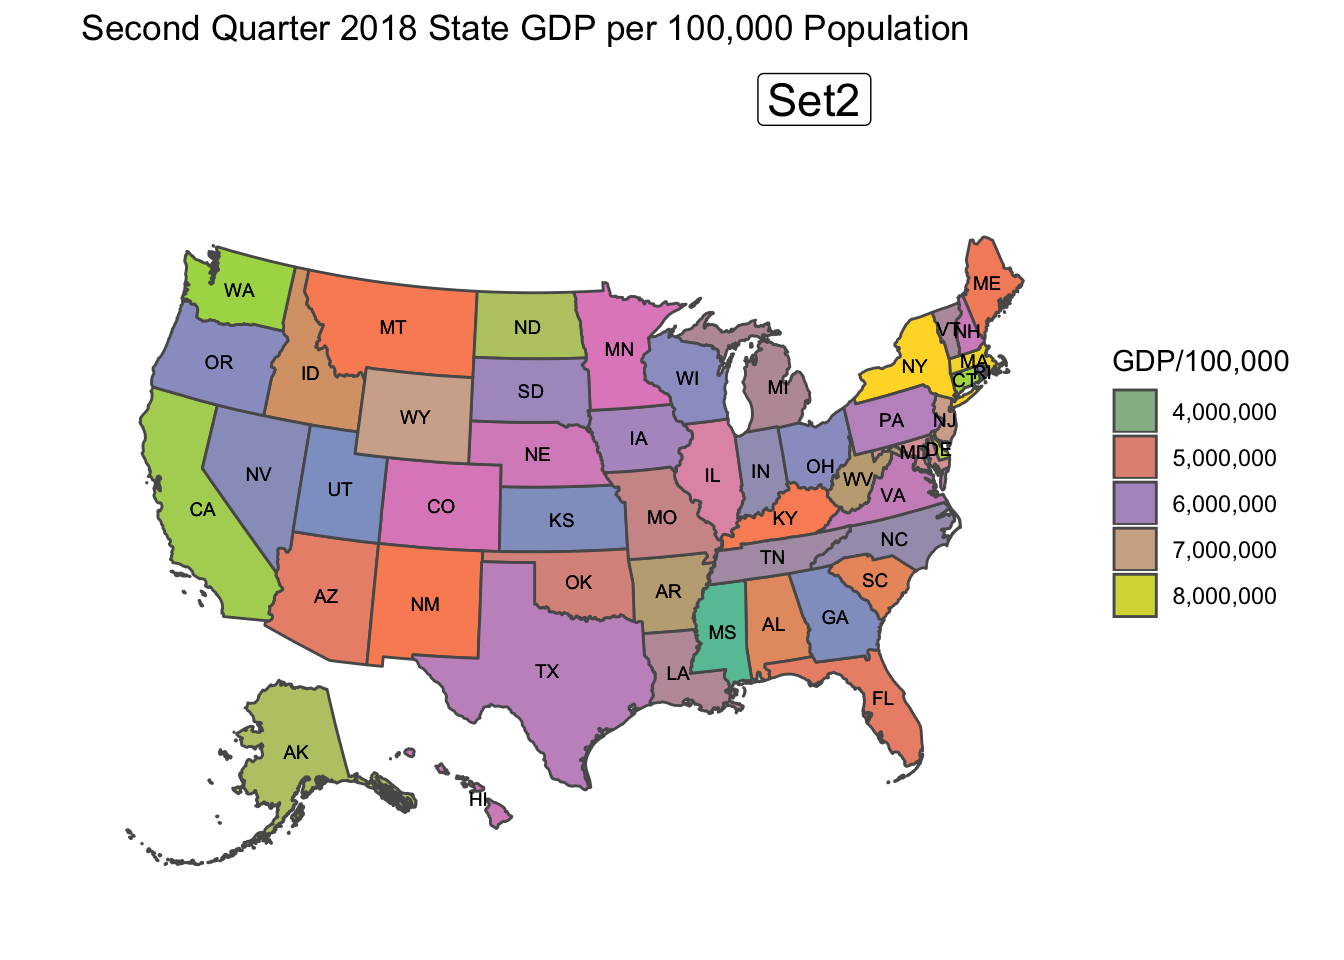 Second Quarter 2018 State GDP per 100,000 Population
Set2
WA
MT
ND
MN
ME
OR
ID
SD
WI
MI
NY
VT
NH
MA
CT
RI
WY
NE
IA
PA
NJ
NV
UT
CO
KS
IL
IN
OH
WV
MD
DE
VA
CA
MO
KY
AZ
NM
OK
AR
TN
NC
SC
MS
AL
GA
TX
LA
FL
AK
HI
GDP/100,000
4,000,000
5,000,000
6,000,000
7,000,000
8,000,000